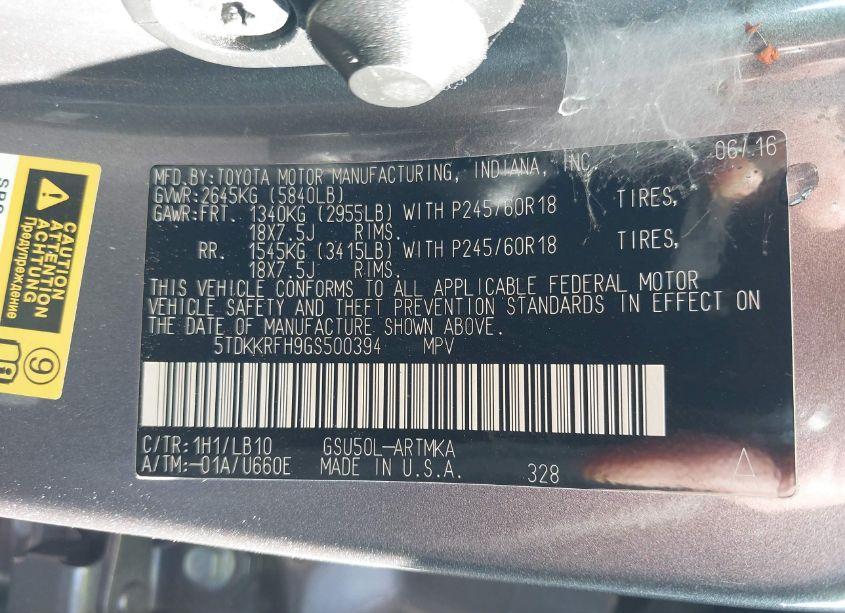 MFD.BY:TOYOTA MOTOR MANUFACTURING, INDIANA, INC. 06/16
GVWR:2645KG (5840LB)
GAWR:FRT. 1340KG (2955LB) WITH P245/60R18 TIRES,
18X7.5J RIMS.
RR. 1545KG (3415LB) WITH P245/60R18 TIRES,
18X7.5J RIMS.
THIS VEHICLE CONFORMS TO ALL APPLICABLE FEDERAL MOTOR
VEHICLE SAFETY AND THEFT PREVENTION STANDARDS IN EFFECT ON
THE DATE OF MANUFACTURE SHOWN ABOVE.
5TDKKRFH9GS500394 MPV
C/TR:1H1/LB10 GSU50L-ARTMKA
A/TM:-01A/U660E MADE IN U.S.A. 328
CAUTION
ATTENTION
ACHTUNG
Предупреждение
9